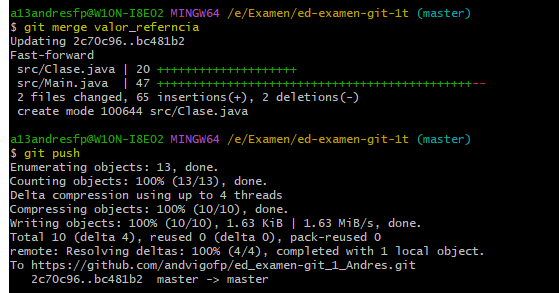 a13andresfp@W10N-I8E02 MINGW64 /e/Examen/ed-examen-git-1t (master)
$ git merge valor_referncia
Updating 2c70c96..bc481b2
Fast-forward
 src/Clase.java | 20 ++++++++++++++++++++
 src/Main.java  | 47 +++++++++++++++++++++++++++++++++++++++++++++--
 2 files changed, 65 insertions(+), 2 deletions(-)
 create mode 100644 src/Clase.java
a13andresfp@W10N-I8E02 MINGW64 /e/Examen/ed-examen-git-1t (master)
$ git push
Enumerating objects: 13, done.
Counting objects: 100% (13/13), done.
Delta compression using up to 4 threads
Compressing objects: 100% (10/10), done.
Writing objects: 100% (10/10), 1.63 KiB | 1.63 MiB/s, done.
Total 10 (delta 4), reused 0 (delta 0), pack-reused 0
remote: Resolving deltas: 100% (4/4), completed with 1 local object.
To https://github.com/andvigofp/ed_examen-git_1_Andres.git
   2c70c96..bc481b2  master -> master